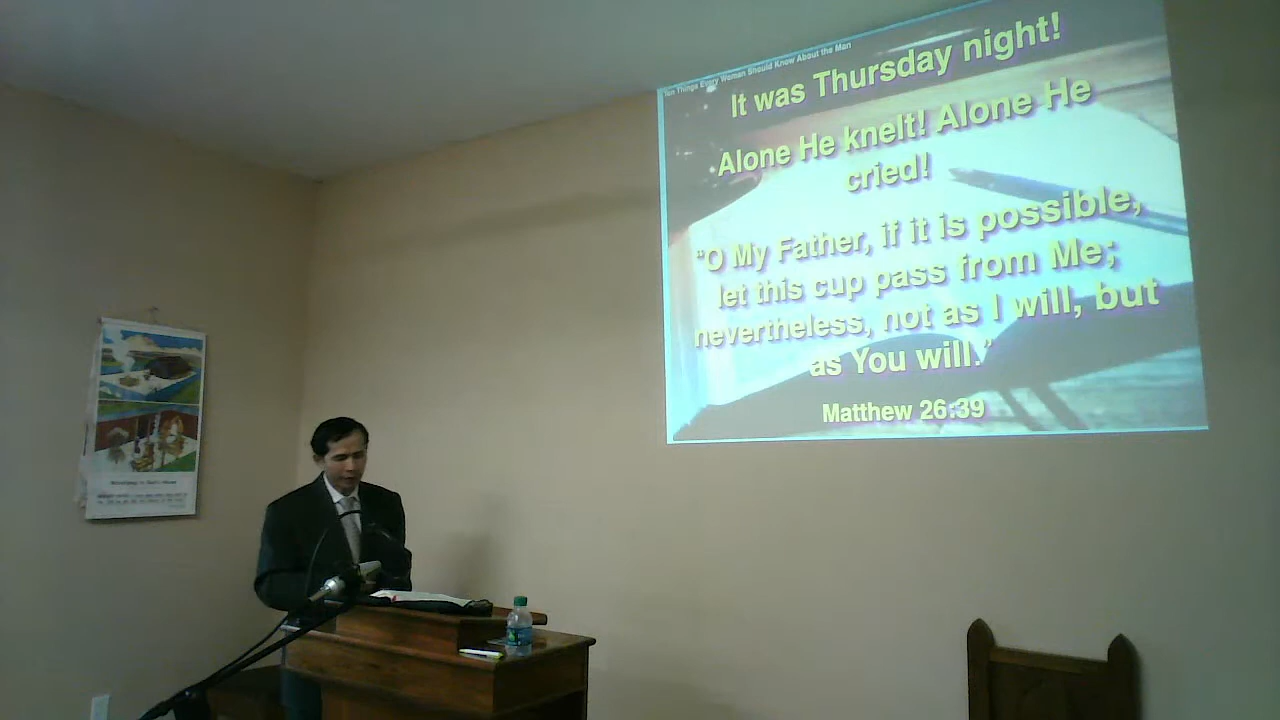 Ten Things Every Woman Should Know About the Man
It was Thursday night!
Alone He knelt! Alone He
cried!
“O My Father, if it is possible,
let this cup pass from Me;
nevertheless, not as I will, but
as You will.”
Matthew 26:39